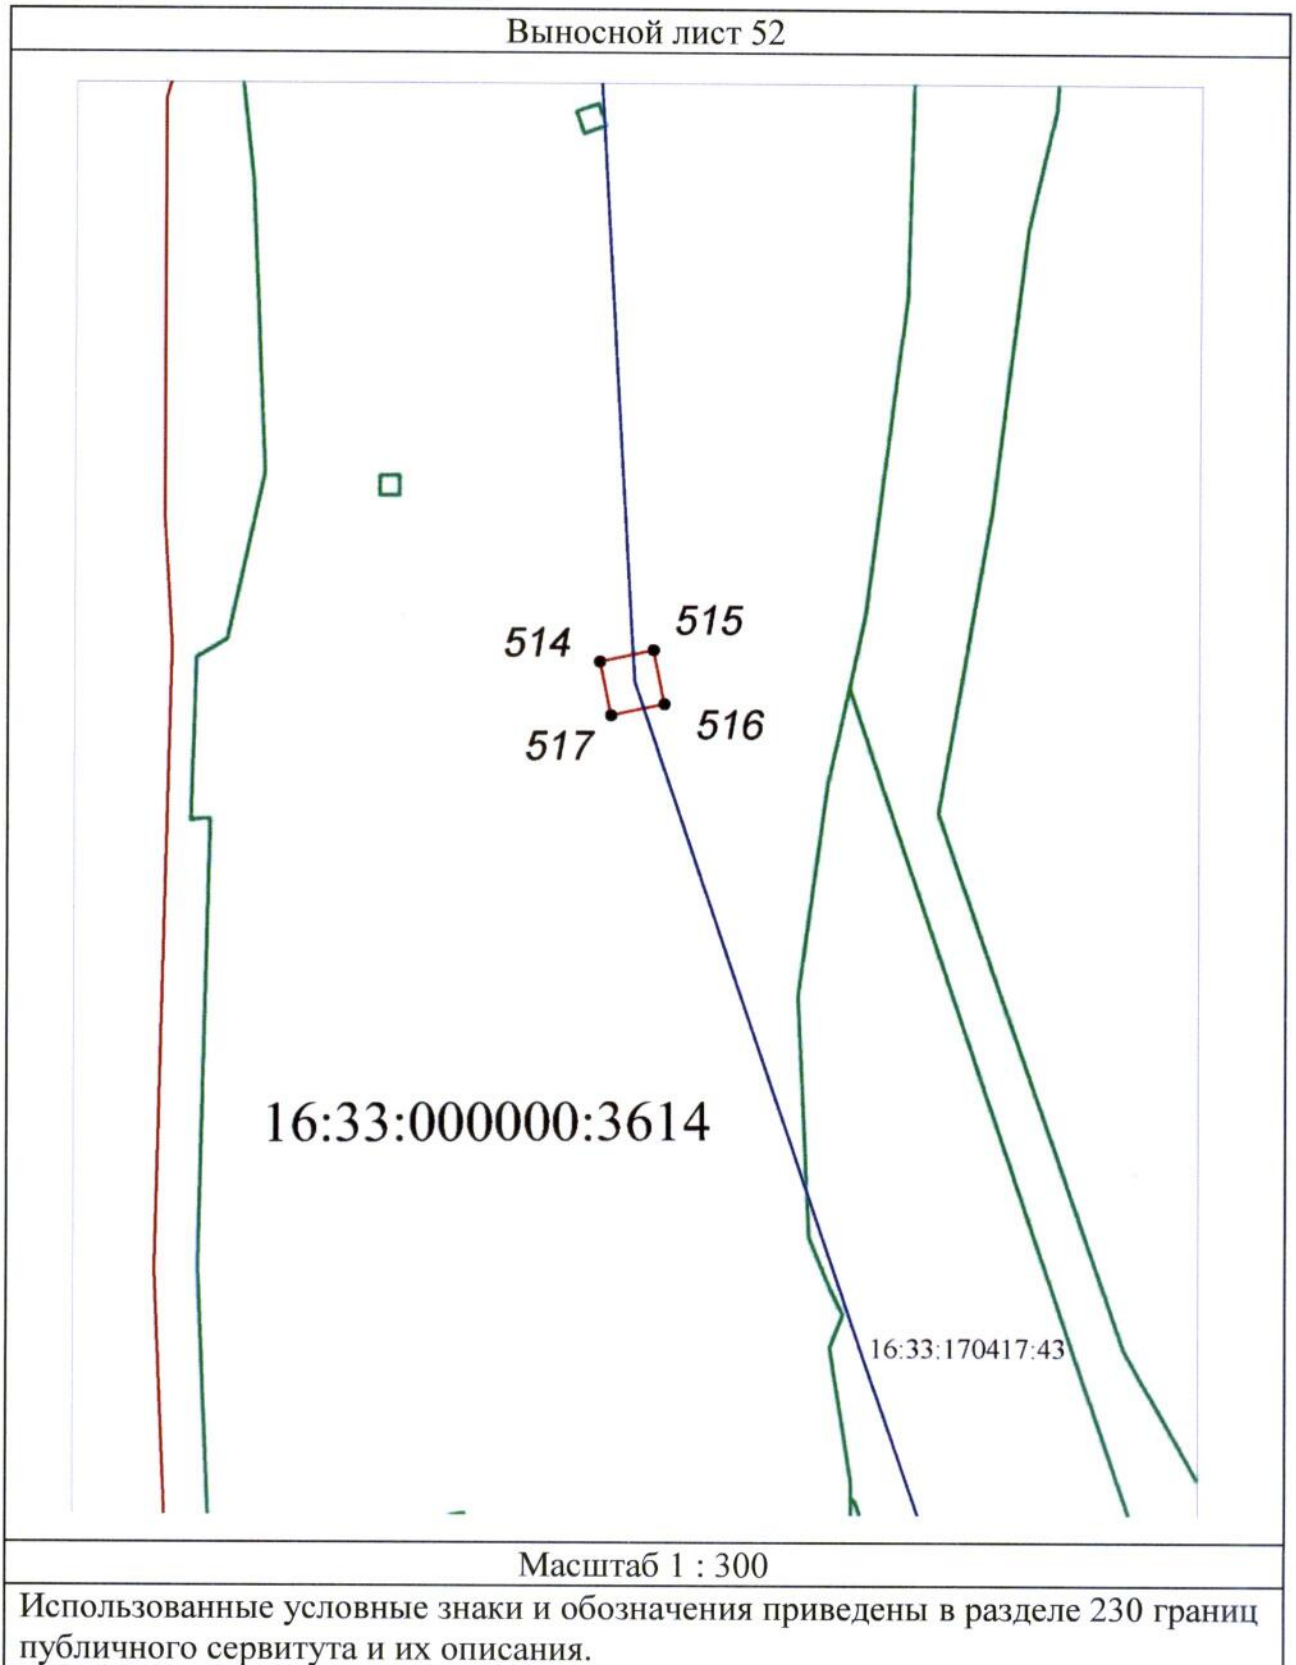 Выносной лист 52
515
514
516
517
16:33:000000:3614
16:33:170417:43
Масштаб 1 : 300
Использованные условные знаки и обозначения приведены в разделе 230 границ
публичного сервитута и их описания.